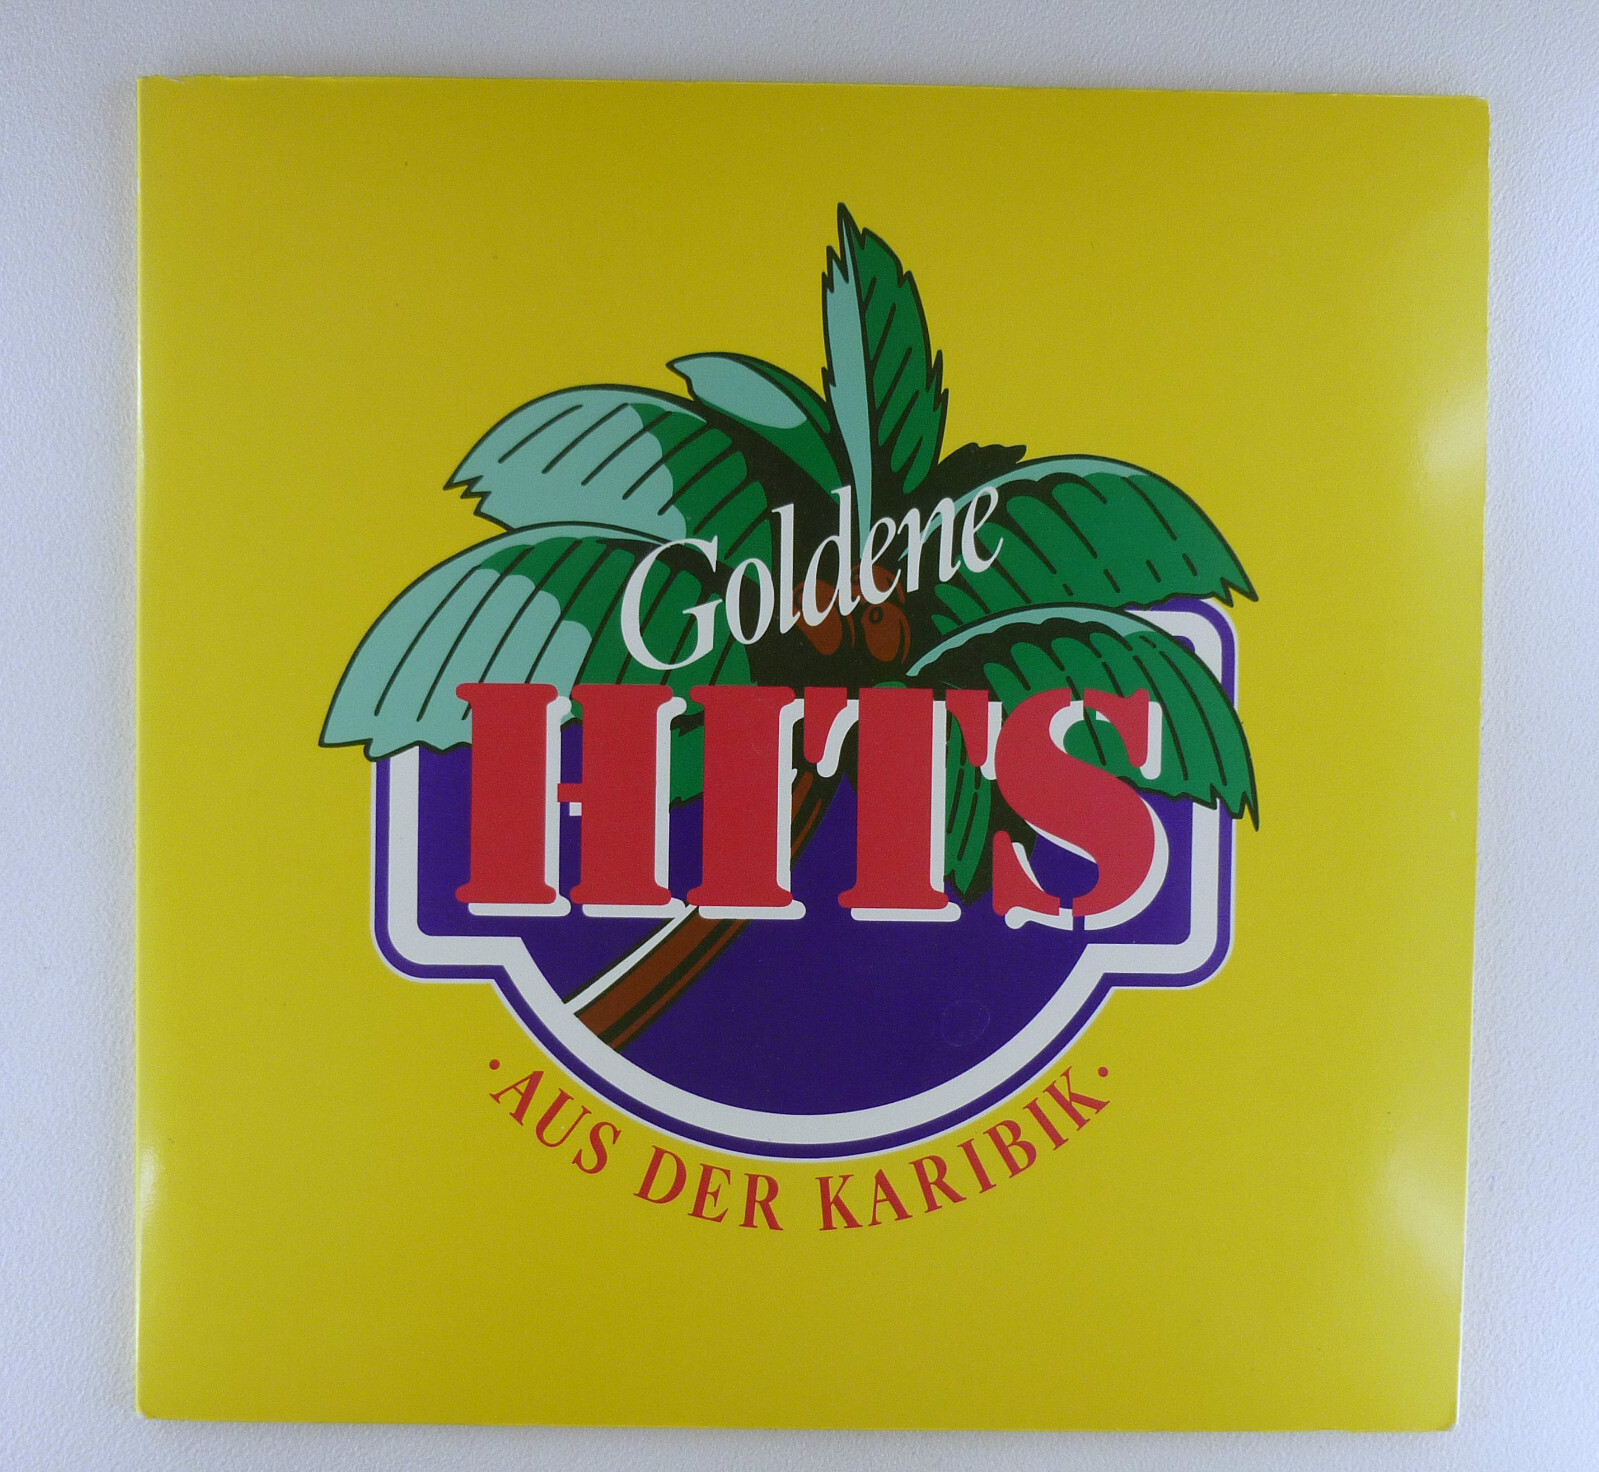 Goldene
HITS
·AUS DER KARIBIK·